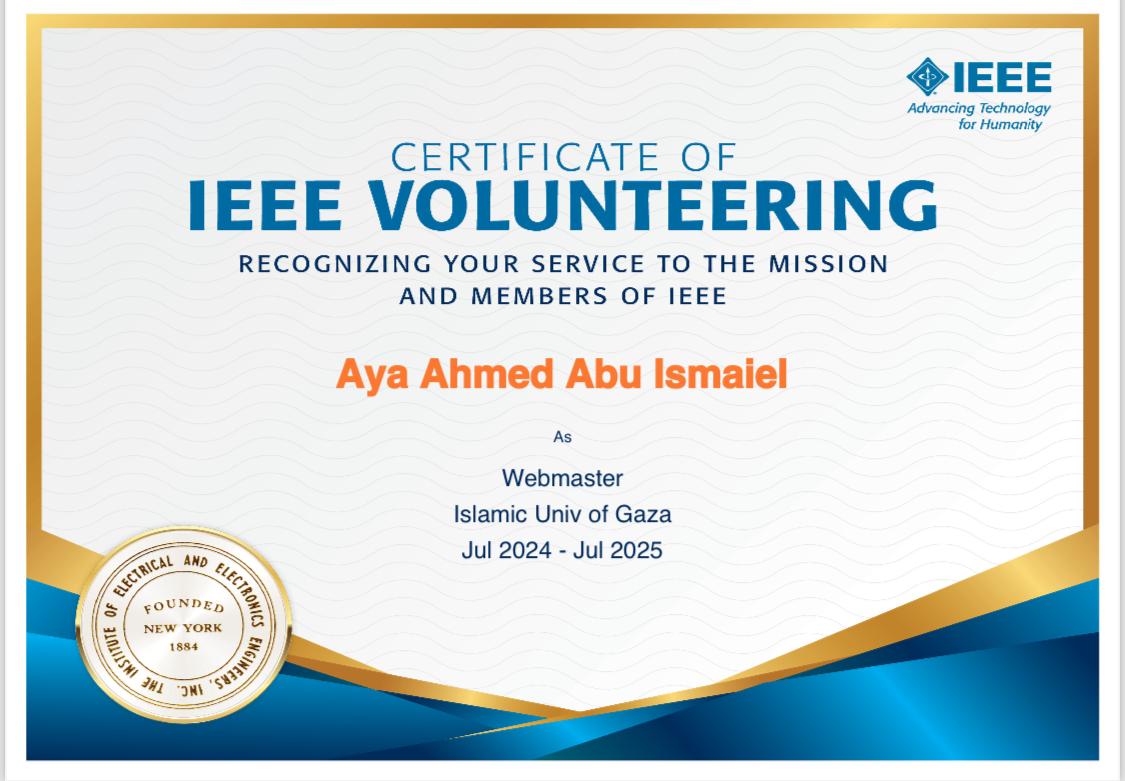 IEEE
Advancing Technology
for Humanity
CERTIFICATE OF
IEEE VOLUNTEERING
RECOGNIZING YOUR SERVICE TO THE MISSION
AND MEMBERS OF IEEE
Aya Ahmed Abu Ismaiel
As
Webmaster
Islamic Univ of Gaza
Jul 2024 - Jul 2025
THE INSTITUTE OF ELECTRICAL AND ELECTRONICS ENGINEERS, INC.
FOUNDED
NEW YORK
1884